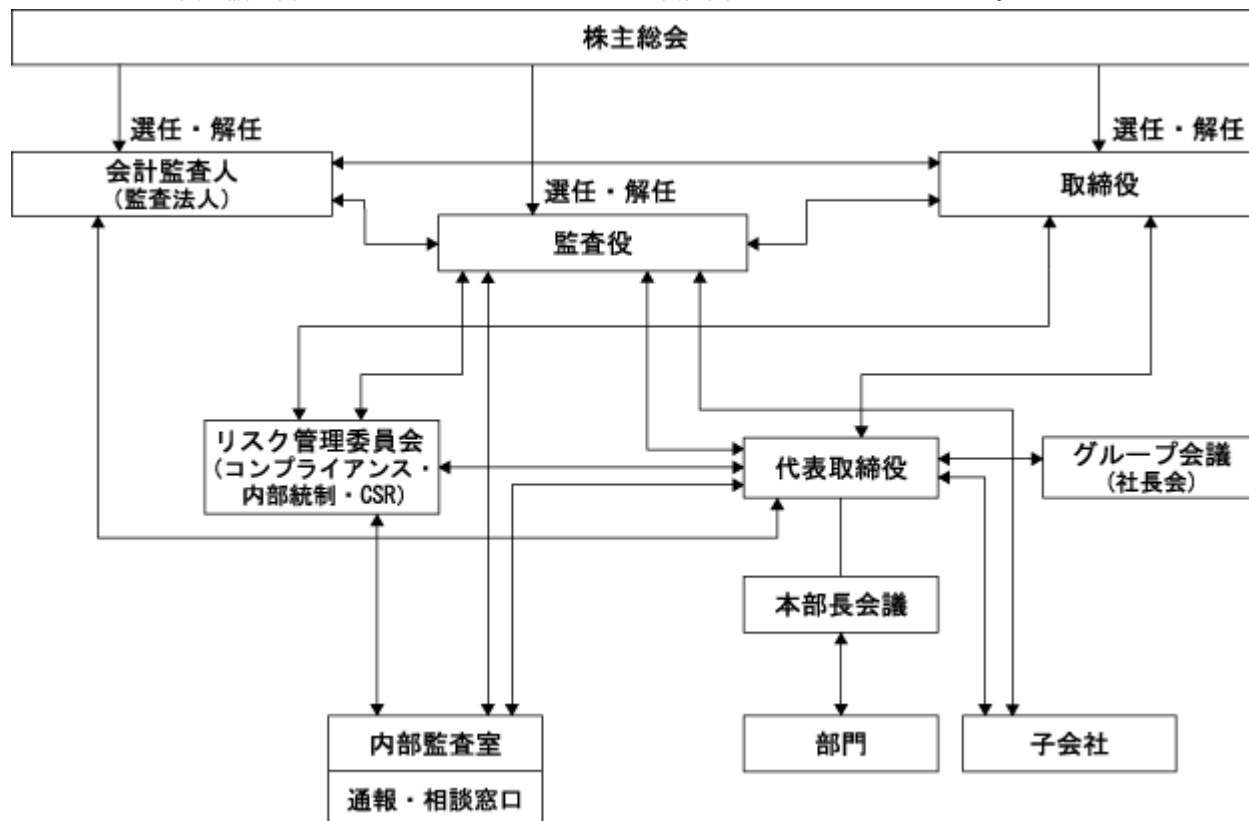 株主総会
選任・解任
選任・解任
会計監査人
(監査法人)
取締役
選任・解任
監査役
リスク管理委員会
(コンプライアンス・
内部統制・CSR)
代表取締役
グループ会議
(社長会)
本部長会議
内部監査室
部門
子会社
通報・相談窓口